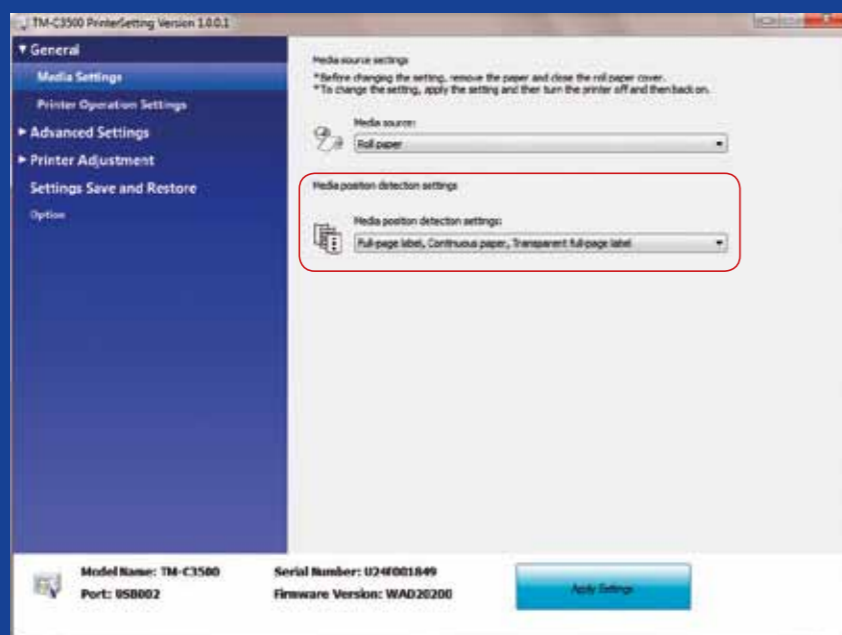 TM-C3500 PrinterSetting Version 1.0.0.1
▼ General
Media Settings
Printer Operation Settings
► Advanced Settings
► Printer Adjustment
Settings Save and Restore
Option
Media source settings
*Before changing the setting, remove the paper and close the roll paper cover.
*To change the setting, apply the setting and then turn the printer off and then back on.
Media source:
Roll paper
Media position detection settings
Media position detection settings:
Full-page label, Continuous paper, Transparent full-page label
Model Name: TM-C3500
Serial Number: U24F001849
Port: USB002
Firmware Version: WAD20200
Apply Settings